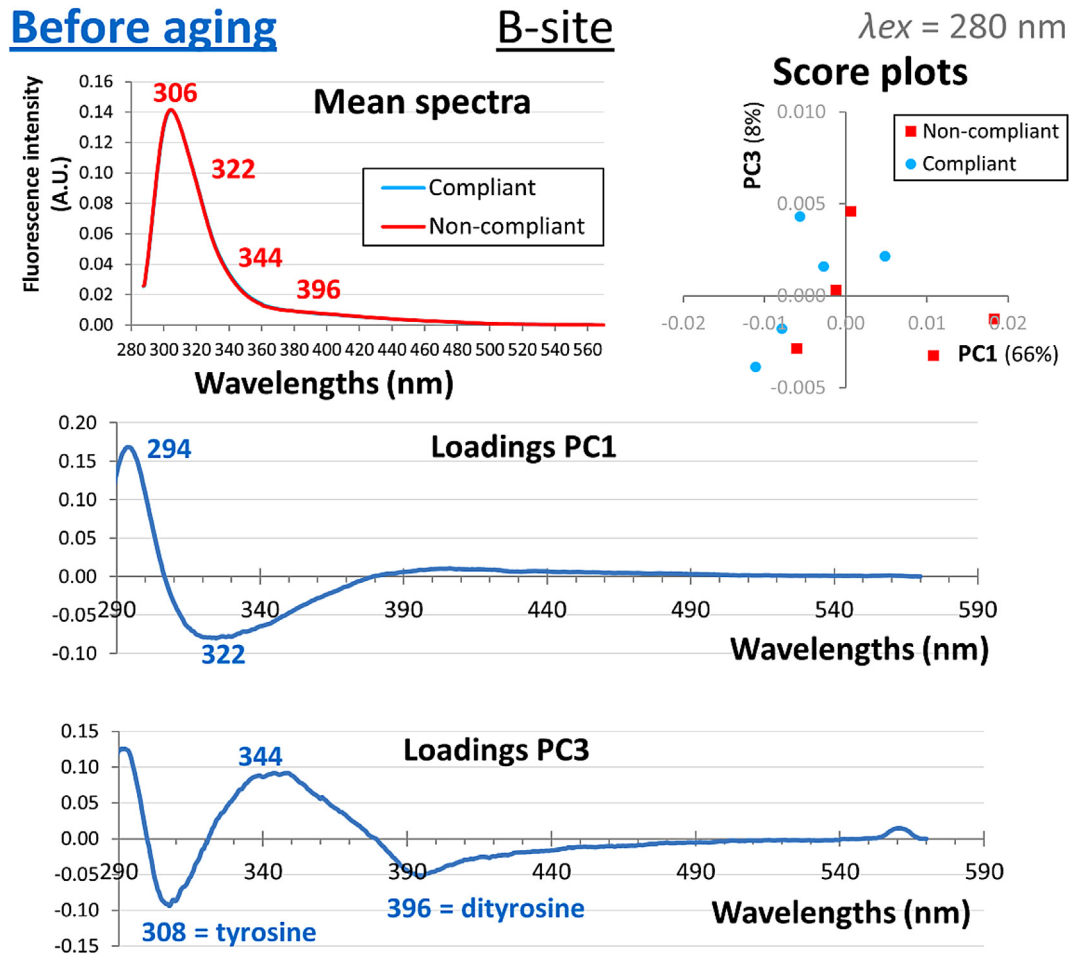 Before aging
B-site
λex = 280 nm
Mean spectra
Fluorescence intensity
(A.U.)
0.16
0.14
0.12
0.10
0.08
0.06
0.04
0.02
0.00
306
322
344
396
Compliant
Non-compliant
280 300 320 340 360 380 400 420 440 460 480 500 520 540 560
Wavelengths (nm)
Score plots
PC3 (8%)
0.010
0.005
0.000
-0.005
Non-compliant
Compliant
-0.02 -0.01 0.00 0.01 0.02
PC1 (66%)
Loadings PC1
0.20
0.15
0.10
0.05
0.00
-0.05
-0.10
294
322
290 340 390 440 490 540 590
Wavelengths (nm)
Loadings PC3
0.15
0.10
0.05
0.00
-0.05
-0.10
-0.15
344
290 340 390 440 490 540 590
396 = dityrosine
308 = tyrosine
Wavelengths (nm)